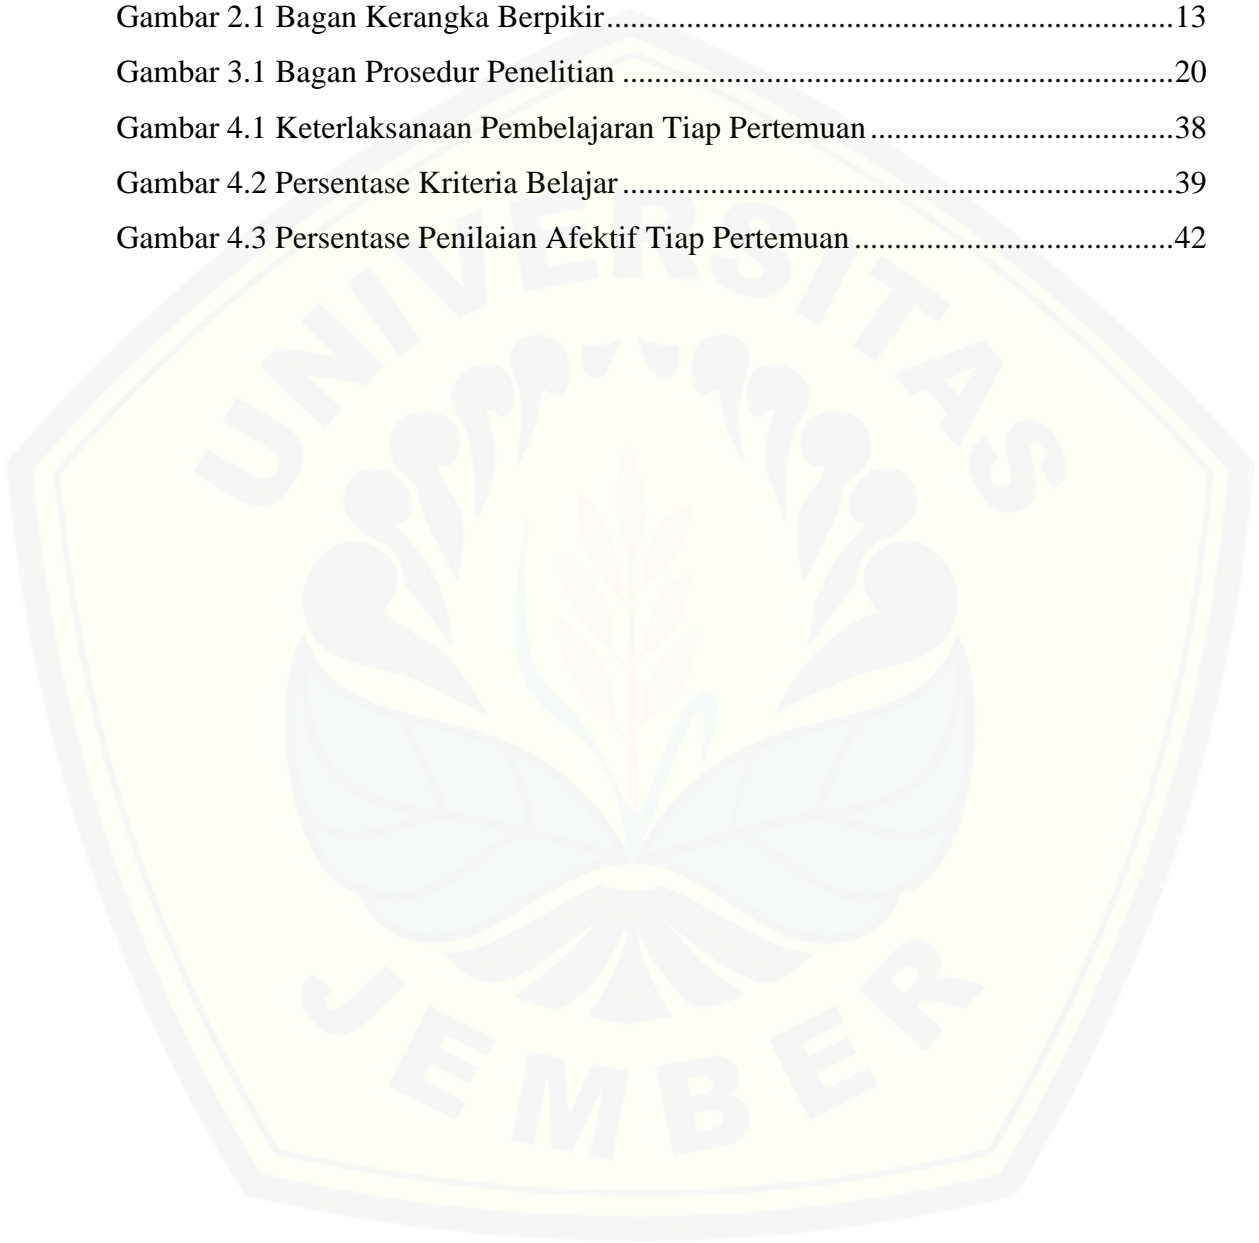 Gambar 2.1 Bagan Kerangka Berpikir.......................................................................13
Gambar 3.1 Bagan Prosedur Penelitian .....................................................................20
Gambar 4.1 Keterlaksanaan Pembelajaran Tiap Pertemuan......................................38
Gambar 4.2 Persentase Kriteria Belajar.....................................................................39
Gambar 4.3 Persentase Penilaian Afektif Tiap Pertemuan........................................42
UNIVERSITAS
JEMBER